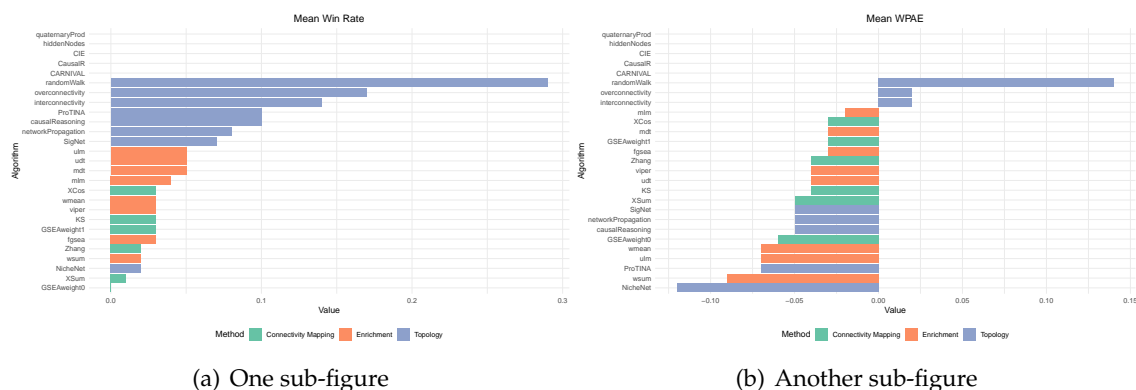 Mean Win Rate
quaternaryProd
hiddenNodes
CIE
CausalR
CARNIVAL
randomWalk
overconnectivity
interconnectivity
ProTINA
causalReasoning
networkPropagation
SigNet
ulm
udt
mdt
mlm
XCos
wmean
viper
KS
GSEAweight1
fgsea
Zhang
wsum
NicheNet
XSum
GSEAweight0
Algorithm
0.0 0.1 0.2 0.3
Value
Method Connectivity Mapping Enrichment Topology
(a) One sub-figure
Mean WPAE
quaternaryProd
hiddenNodes
CIE
CausalR
CARNIVAL
randomWalk
overconnectivity
interconnectivity
mlm
XCos
mdt
GSEAweight1
fgsea
Zhang
viper
udt
KS
XSum
SigNet
networkPropagation
causalReasoning
GSEAweight0
wmean
ulm
ProTINA
wsum
NicheNet
Algorithm
−0.10 −0.05 0.00 0.05 0.10 0.15
Value
Method Connectivity Mapping Enrichment Topology
(b) Another sub-figure